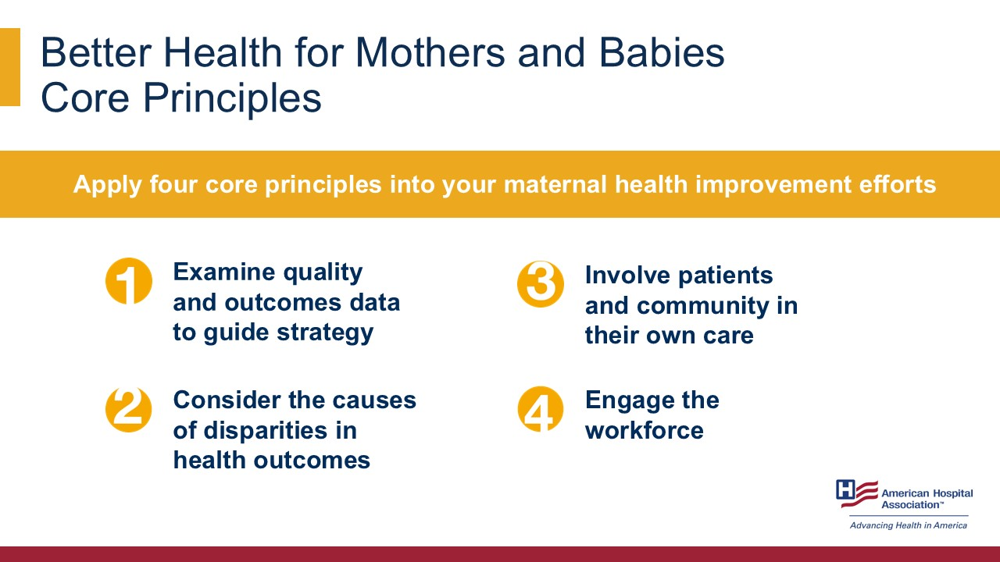 Better Health for Mothers and Babies
Core Principles
Apply four core principles into your maternal health improvement efforts
1
Examine quality
and outcomes data
to guide strategy
2
Consider the causes
of disparities in
health outcomes
3
Involve patients
and community in
their own care
4
Engage the
workforce
H
American Hospital
Association™
Advancing Health in America